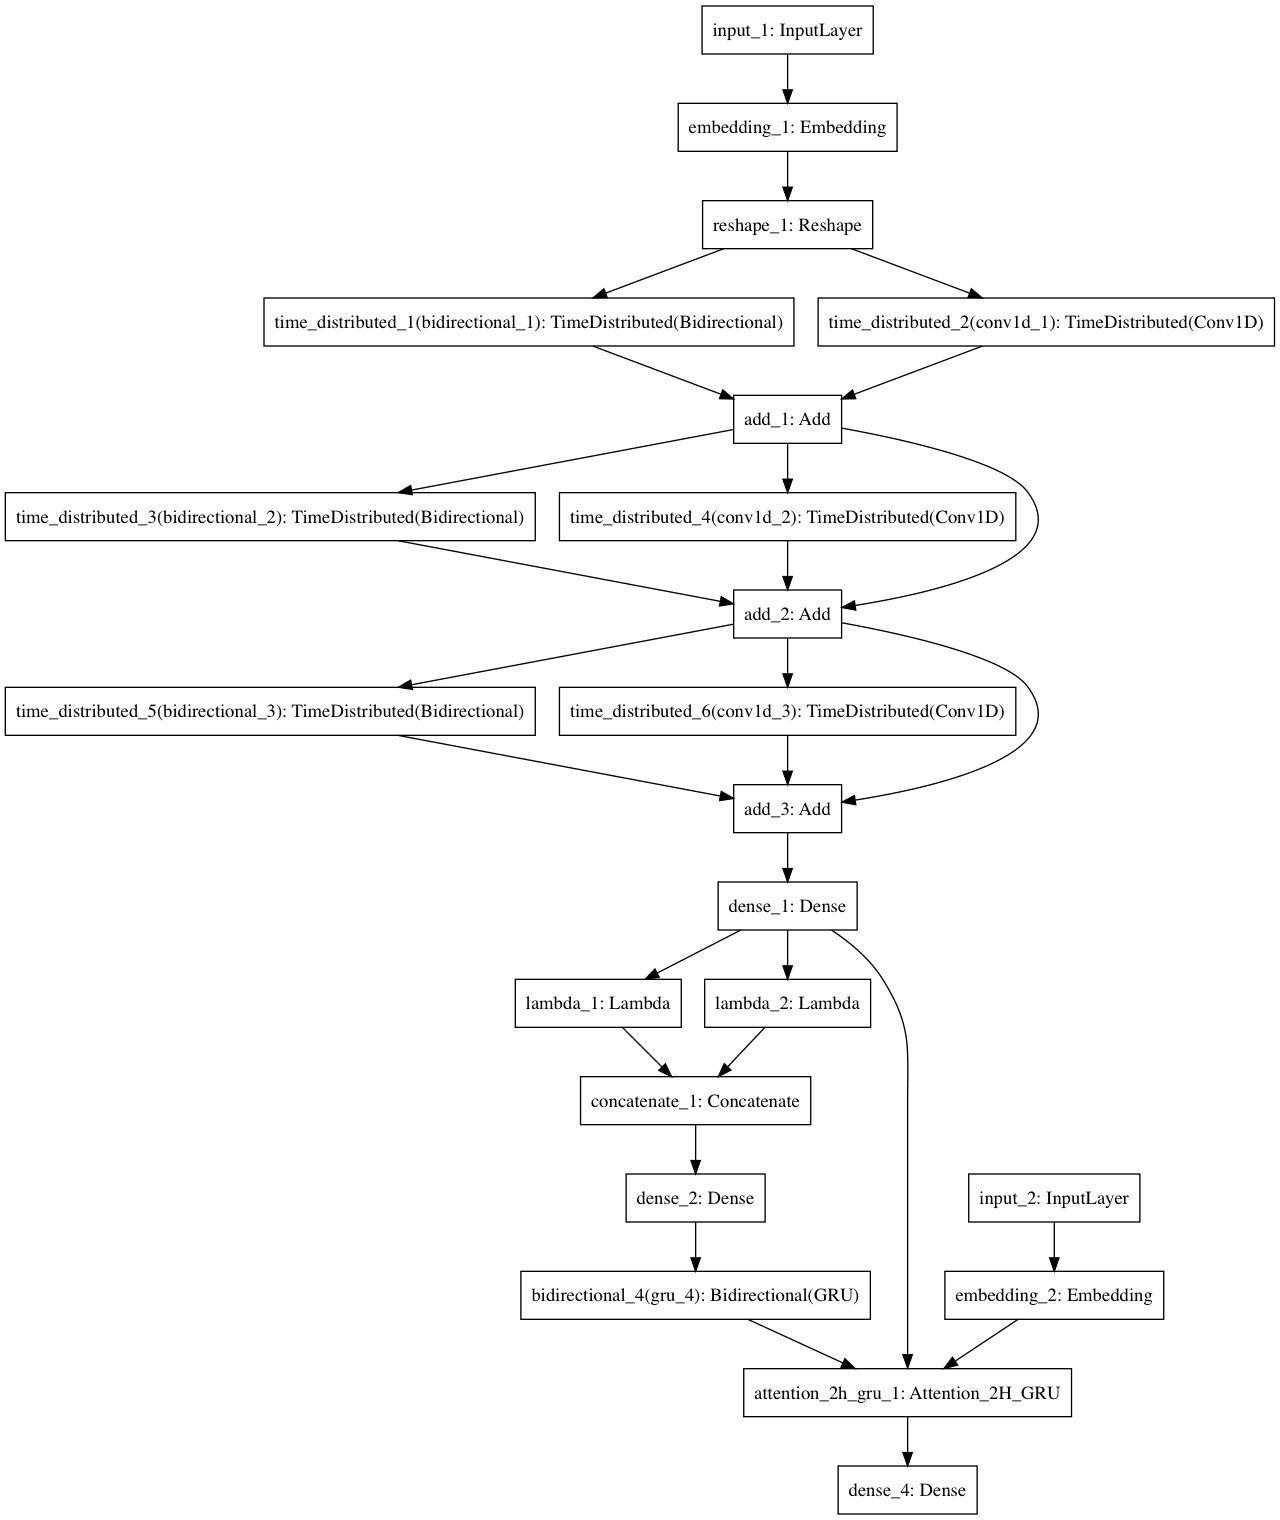 input_1: InputLayer
embedding_1: Embedding
reshape_1: Reshape
time_distributed_1(bidirectional_1): TimeDistributed(Bidirectional)
time_distributed_2(conv1d_1): TimeDistributed(Conv1D)
add_1: Add
time_distributed_3(bidirectional_2): TimeDistributed(Bidirectional)
time_distributed_4(conv1d_2): TimeDistributed(Conv1D)
add_2: Add
time_distributed_5(bidirectional_3): TimeDistributed(Bidirectional)
time_distributed_6(conv1d_3): TimeDistributed(Conv1D)
add_3: Add
dense_1: Dense
lambda_1: Lambda
lambda_2: Lambda
concatenate_1: Concatenate
dense_2: Dense
input_2: InputLayer
bidirectional_4(gru_4): Bidirectional(GRU)
embedding_2: Embedding
attention_2h_gru_1: Attention_2H_GRU
dense_4: Dense